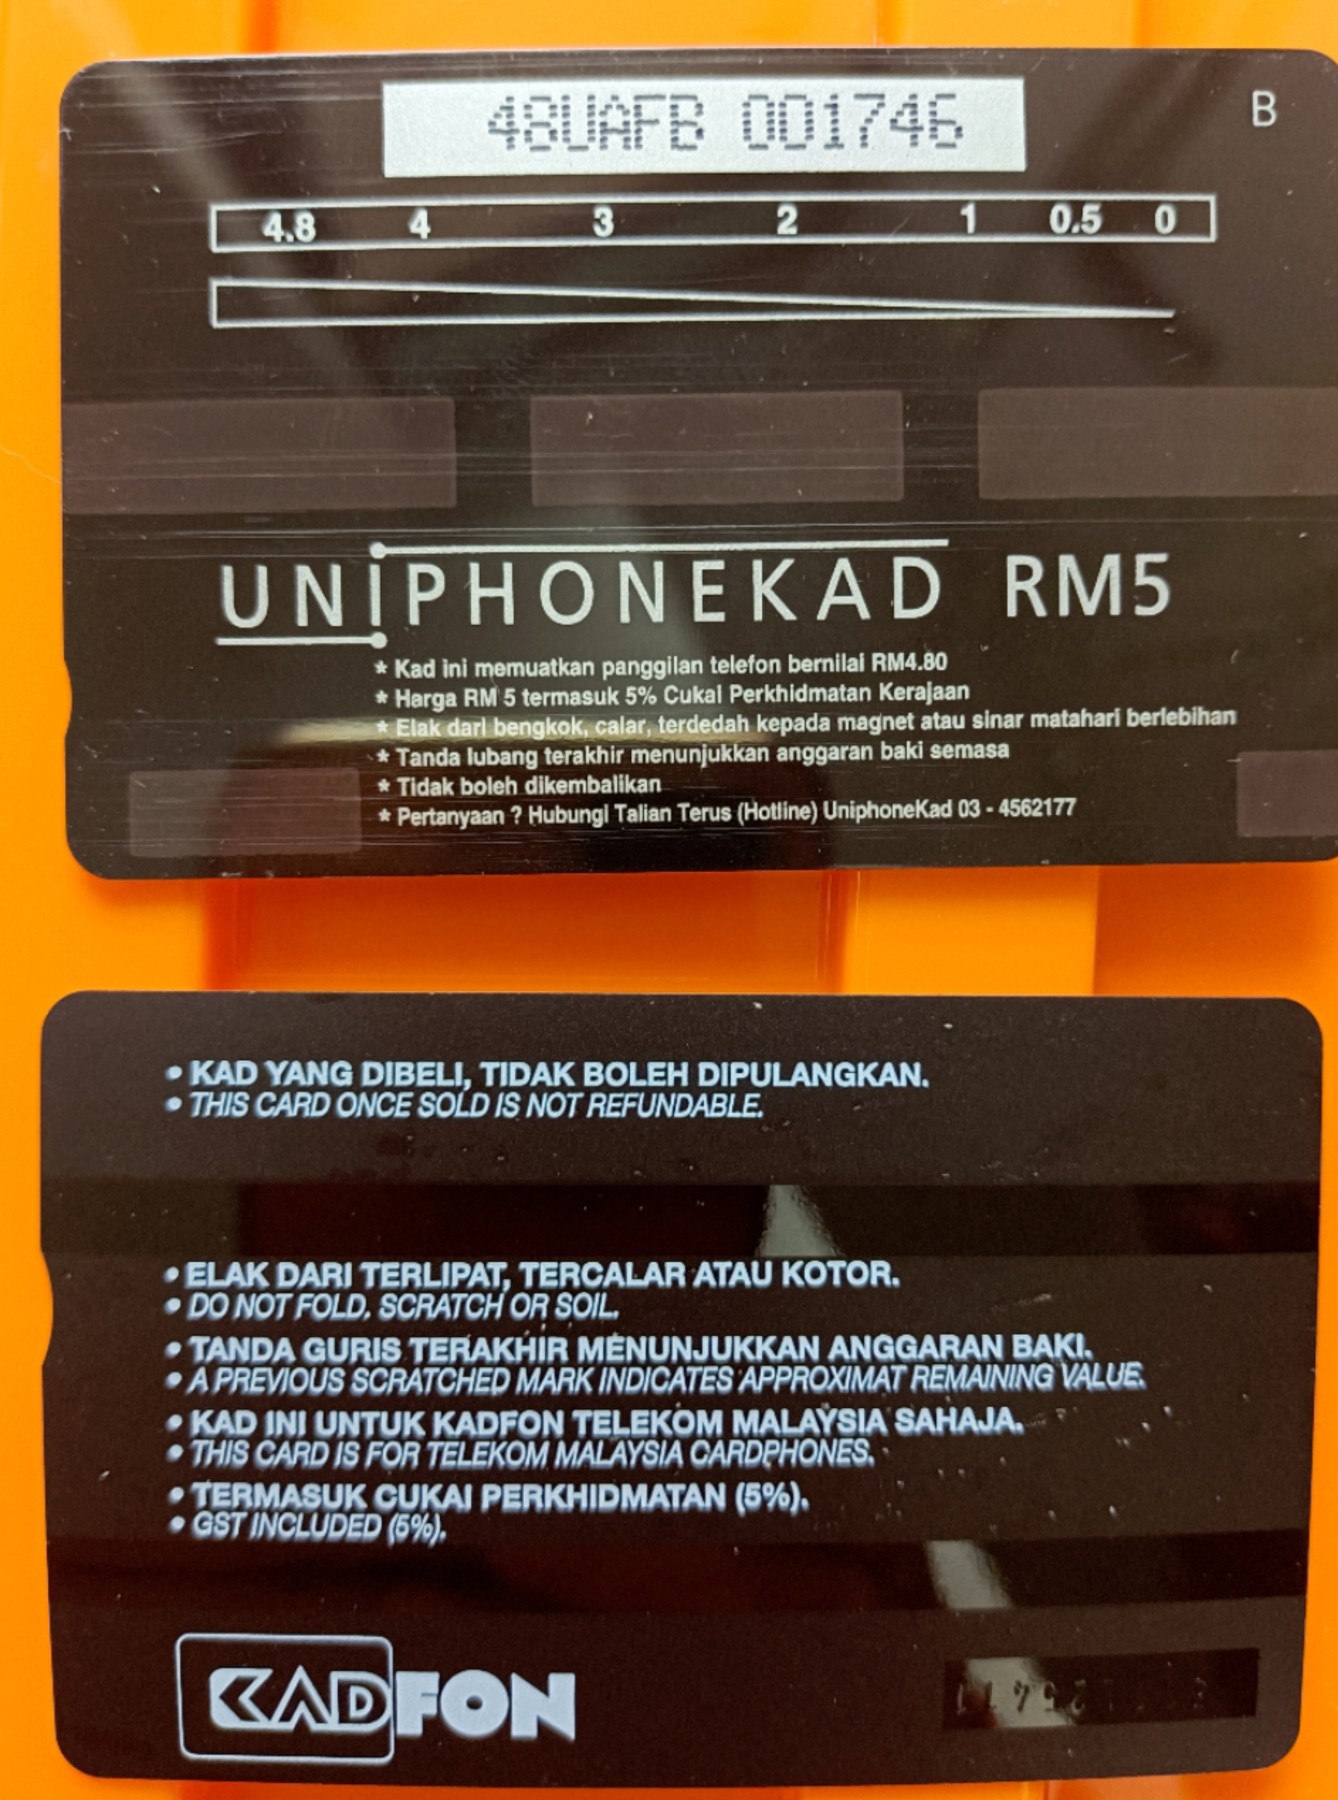 48UAFB 001746
B
4.8 4 3 2 1 0.5 0
UNIPHONEKAD RM5
* Kad ini memuatkan panggilan telefon bernilai RM4.80
* Harga RM 5 termasuk 5% Cukai Perkhidmatan Kerajaan
* Elak dari bengkok, calar, terdedah kepada magnet atau sinar matahari berlebihan
* Tanda lubang terakhir menunjukkan anggaran baki semasa
* Tidak boleh dikembalikan
* Pertanyaan ? Hubungi Talian Terus (Hotline) UniphoneKad 03 - 4562177
• KAD YANG DIBELI, TIDAK BOLEH DIPULANGKAN.
• THIS CARD ONCE SOLD IS NOT REFUNDABLE.
• ELAK DARI TERLIPAT, TERCALAR ATAU KOTOR.
• DO NOT FOLD. SCRATCH OR SOIL.
• TANDA GURIS TERAKHIR MENUNJUKKAN ANGGARAN BAKI.
• A PREVIOUS SCRATCHED MARK INDICATES APPROXIMAT REMAINING VALUE.
• KAD INI UNTUK KADFON TELEKOM MALAYSIA SAHAJA.
• THIS CARD IS FOR TELEKOM MALAYSIA CARDPHONES.
• TERMASUK CUKAI PERKHIDMATAN (5%).
• GST INCLUDED (5%).
KADFON